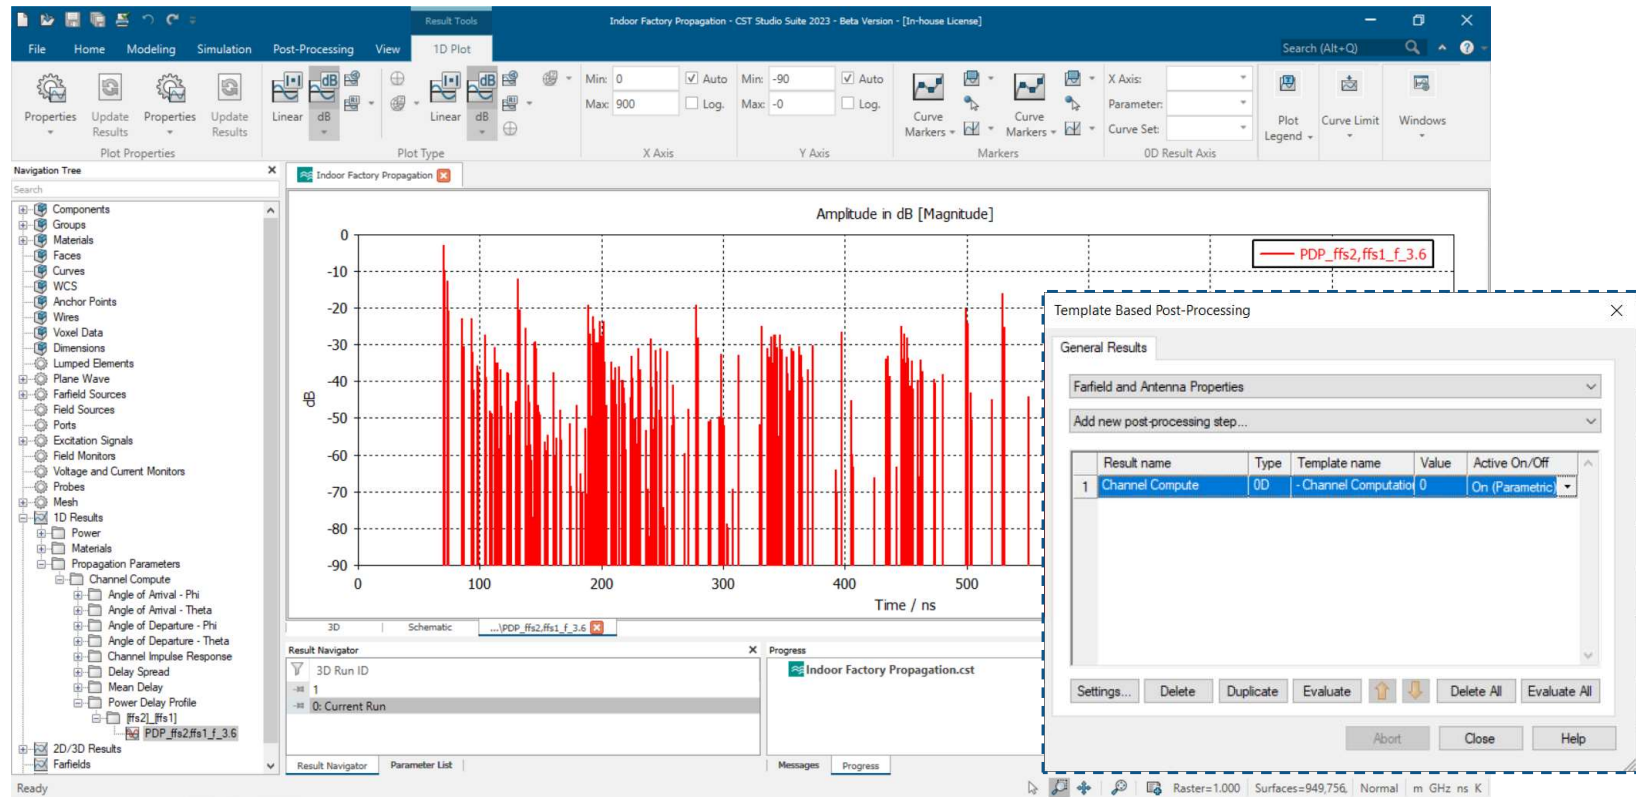 Result Tools
Indoor Factory Propagation - CST Studio Suite 2023 - Beta Version - [In-house License]
File Home Modeling Simulation Post-Processing View 1D Plot Search (Alt+Q)
Properties Update Results Properties Update Results
Plot Properties
Linear dB Linear dB
Plot Type
Min: 0 Auto
Max: 900 Log.
X Axis
Min: -90 Auto
Max: -0 Log.
Y Axis
Curve Markers Curve Markers
Markers
X Axis:
Parameter:
Curve Set:
0D Result Axis
Plot Legend
Curve Limit
Windows
Navigation Tree
Search
Components
Groups
Materials
Faces
Curves
WCS
Anchor Points
Wires
Voxel Data
Dimensions
Lumped Elements
Plane Wave
Farfield Sources
Field Sources
Ports
Excitation Signals
Field Monitors
Voltage and Current Monitors
Probes
Mesh
1D Results
Power
Materials
Propagation Parameters
Channel Compute
Angle of Arrival - Phi
Angle of Arrival - Theta
Angle of Departure - Phi
Angle of Departure - Theta
Channel Impulse Response
Delay Spread
Mean Delay
Power Delay Profile
[ffs2]_[ffs1]
PDP_ffs2,ffs1_f_3.6
2D/3D Results
Farfields
Indoor Factory Propagation
Amplitude in dB [Magnitude]
PDP_ffs2,ffs1_f_3.6
0
-10
-20
-30
-40
-50
-60
-70
-80
-90
dB
0 100 200 300 400 500
Time / ns
3D Schematic ...\PDP_ffs2,ffs1_f_3.6
Result Navigator
3D Run ID
1
0: Current Run
Result Navigator Parameter List
Progress
Indoor Factory Propagation.cst
Messages Progress
Template Based Post-Processing
General Results
Farfield and Antenna Properties
Add new post-processing step...
Result name Type Template name Value Active On/Off
1 Channel Compute 0D - Channel Computation 0 On (Parametric)
Settings... Delete Duplicate Evaluate Delete All Evaluate All
Abort Close Help
Ready
Raster=1.000 Surfaces=949,756, Normal m GHz ns K